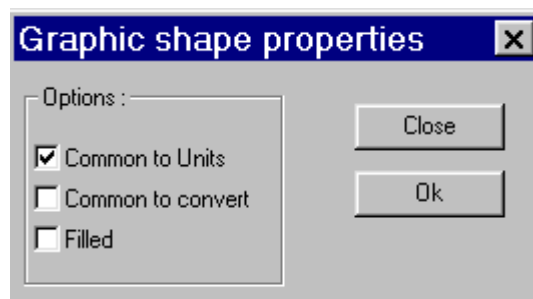 Graphic shape properties
Options :
Common to Units
Common to convert
Filled
Close
Ok